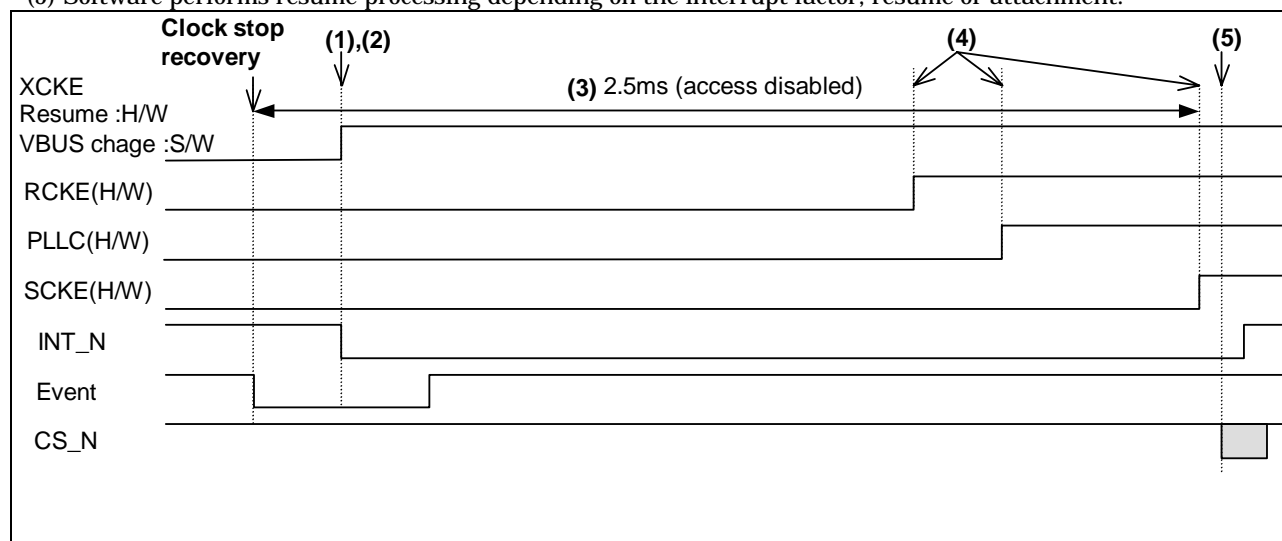 (5) Software performs resume processing depending on the interrupt factor, resume or attachment.
Clock stop
recovery
(1),(2)
(4)
(5)
XCKE
(3) 2.5ms (access disabled)
Resume :H/W
VBUS chage :S/W
RCKE(H/W)
PLLC(H/W)
SCKE(H/W)
INT_N
Event
CS_N